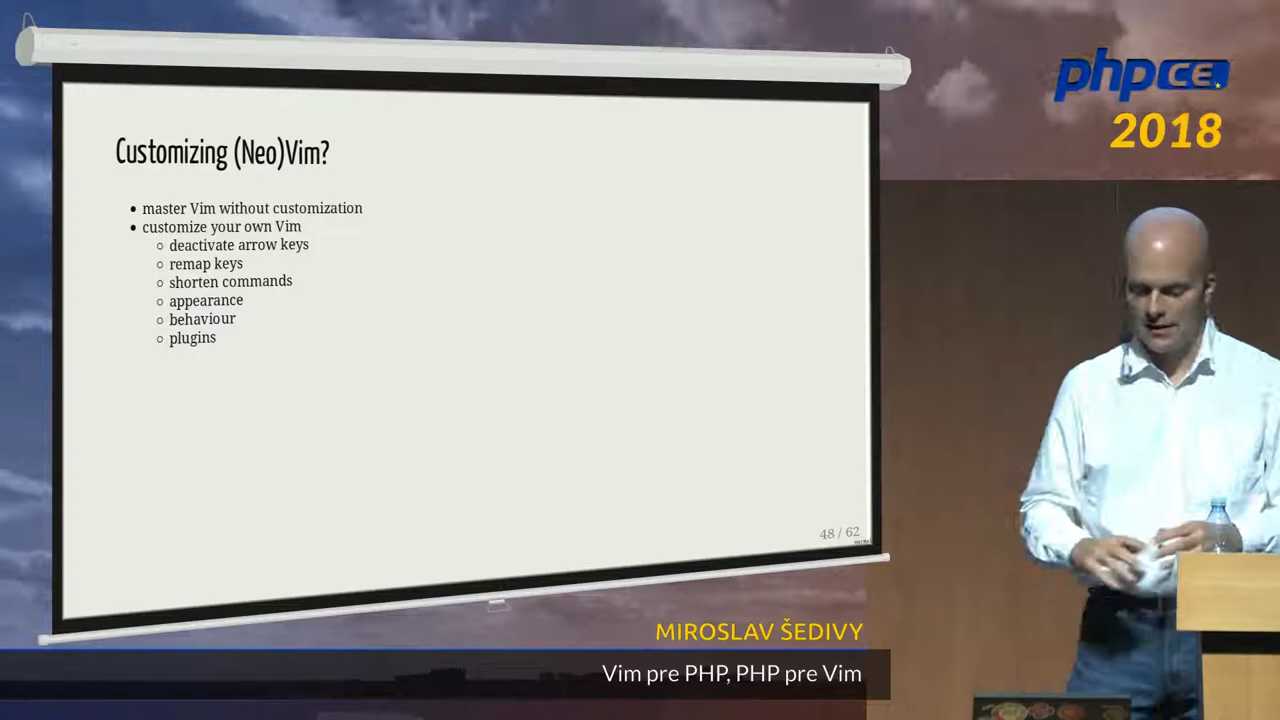 phpCE.
2018
Customizing (Neo)Vim?
• master Vim without customization
• customize your own Vim
○ deactivate arrow keys
○ remap keys
○ shorten commands
○ appearance
○ behaviour
○ plugins
48 / 62
MIROSLAV ŠEDIVY
Vim pre PHP, PHP pre Vim